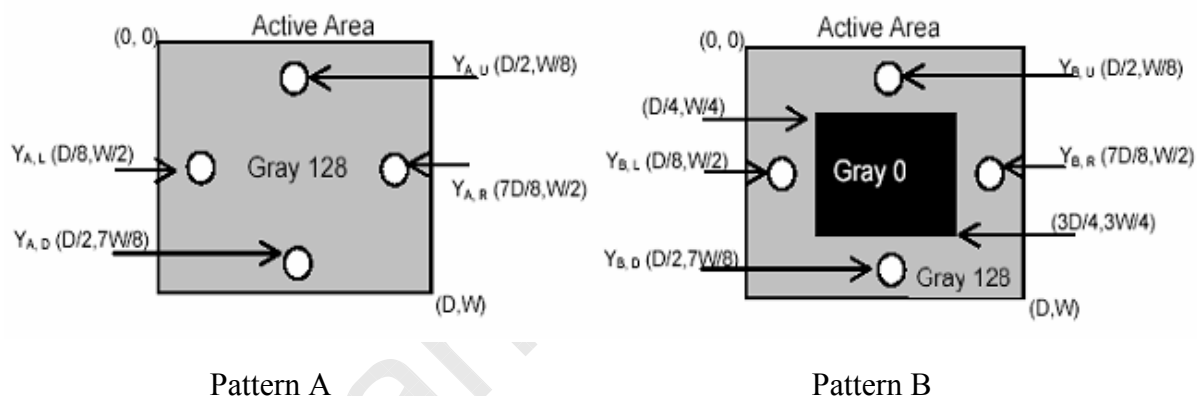 Active Area
(0, 0)
Y_A, U (D/2,W/8)
Y_A, L (D/8,W/2)
Gray 128
Y_A, R (7D/8,W/2)
Y_A, D (D/2,7W/8)
(D,W)
Pattern A
Active Area
(0, 0)
Y_B, U (D/2,W/8)
(D/4,W/4)
Y_B, L (D/8,W/2)
Gray 0
Y_B, R (7D/8,W/2)
(3D/4,3W/4)
Y_B, D (D/2,7W/8)
Gray 128
(D,W)
Pattern B